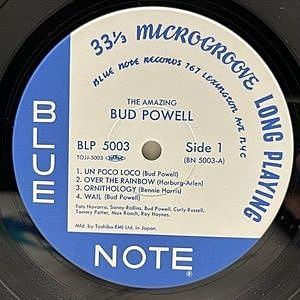 33⅓ MICROGROOVE LONG PLAYING
BLUE NOTE RECORDS 767 LEXINGTON AVE N.Y.C
THE AMAZING
BUD POWELL
BLP 5003 Side 1
TOJJ-5003 (BN 5003-A)
1. UN POCO LOCO (Bud Powell)
2. OVER THE RAINBOW (Harburg-Arlen)
3. ORNITHOLOGY (Bennie Harris)
4. WAIL (Bud Powell)
Fats Navarro, Sonny Rollins, Bud Powell, Curly Russell,
Tommy Potter, Max Roach, Roy Haynes.
Mfd. by Toshiba-EMI Ltd. in Japan.
BLUE
NOTE®